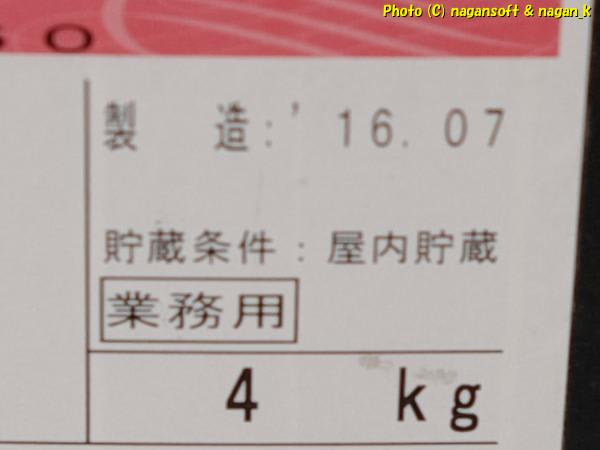 Photo (C) nagansoft & nagan_k
製 造:'16.07
貯蔵条件:屋内貯蔵
業務用
4 kg